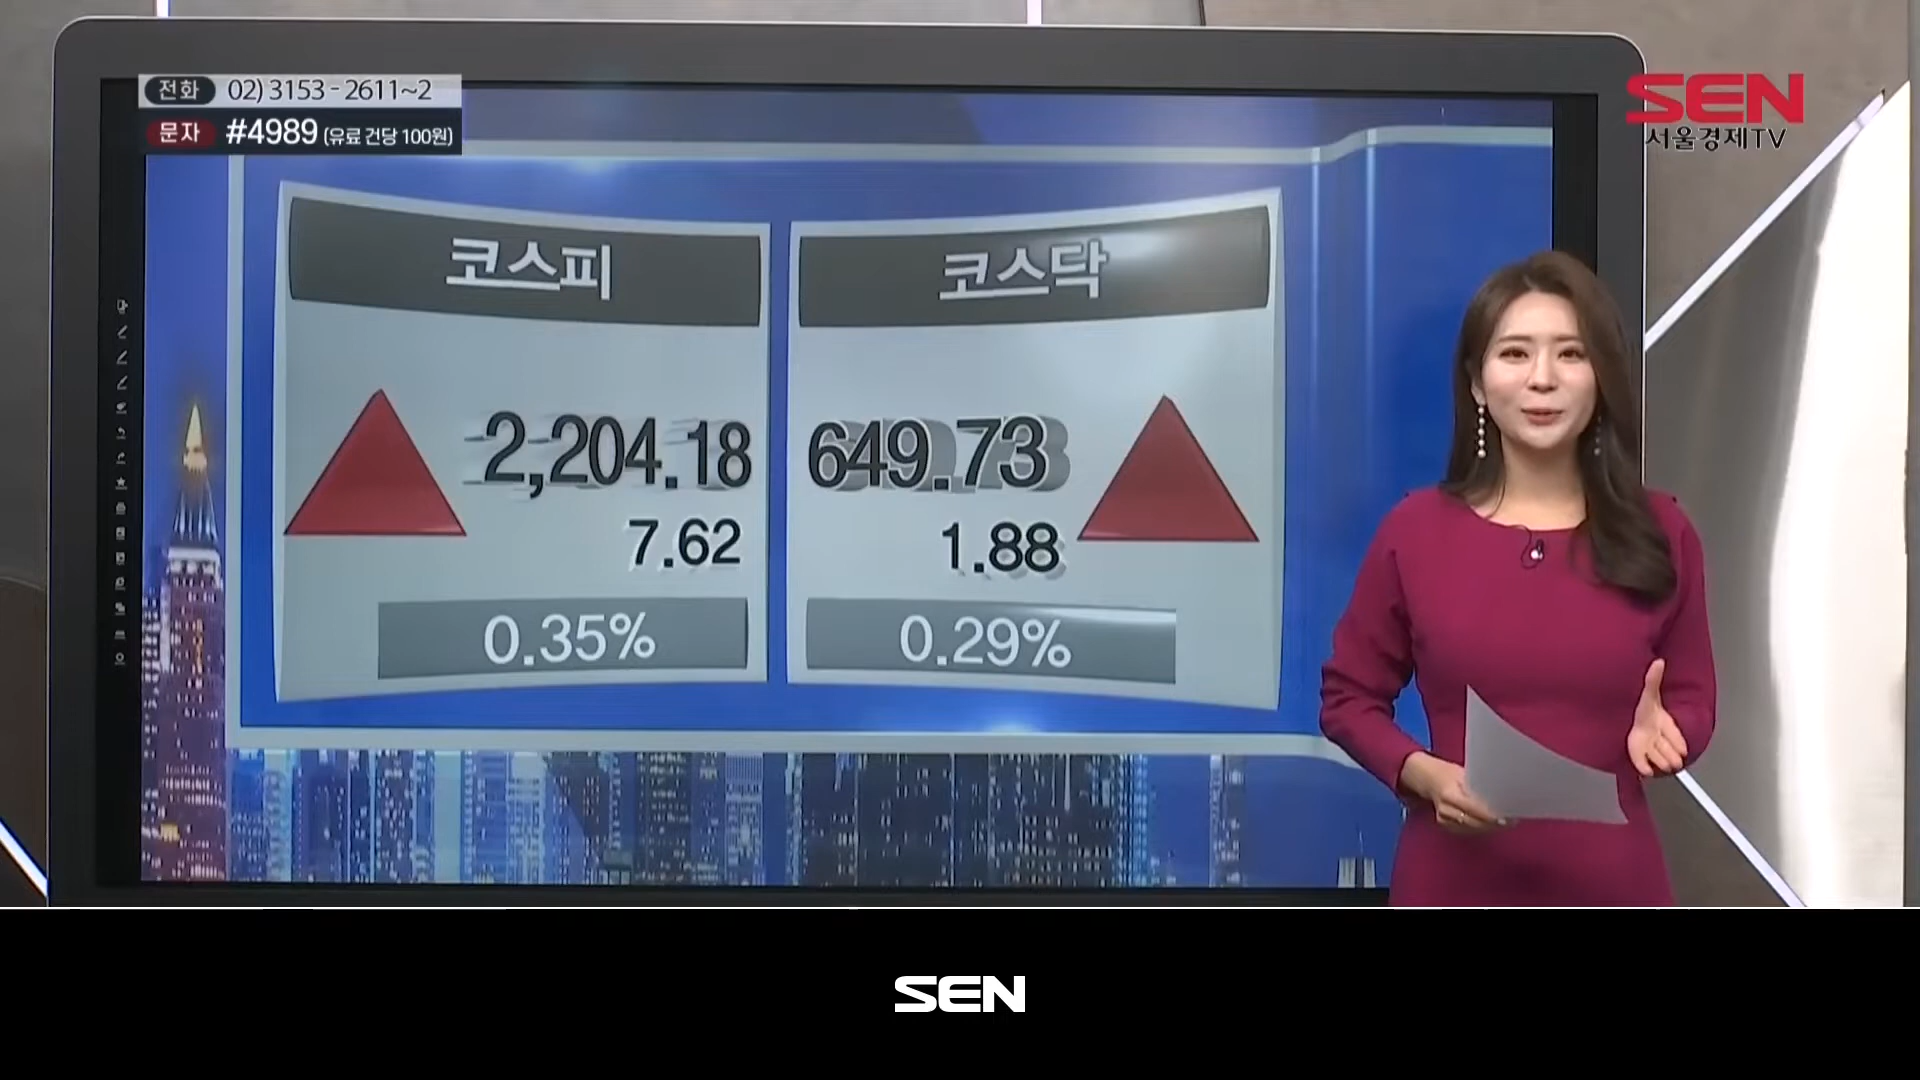 전화 02) 3153-2611~2
문자 #4989 (유료 건당 100원)
SEN
서울경제TV
코스피
2,204.18
7.62
0.35%
코스닥
649.73
1.88
0.29%
SEN